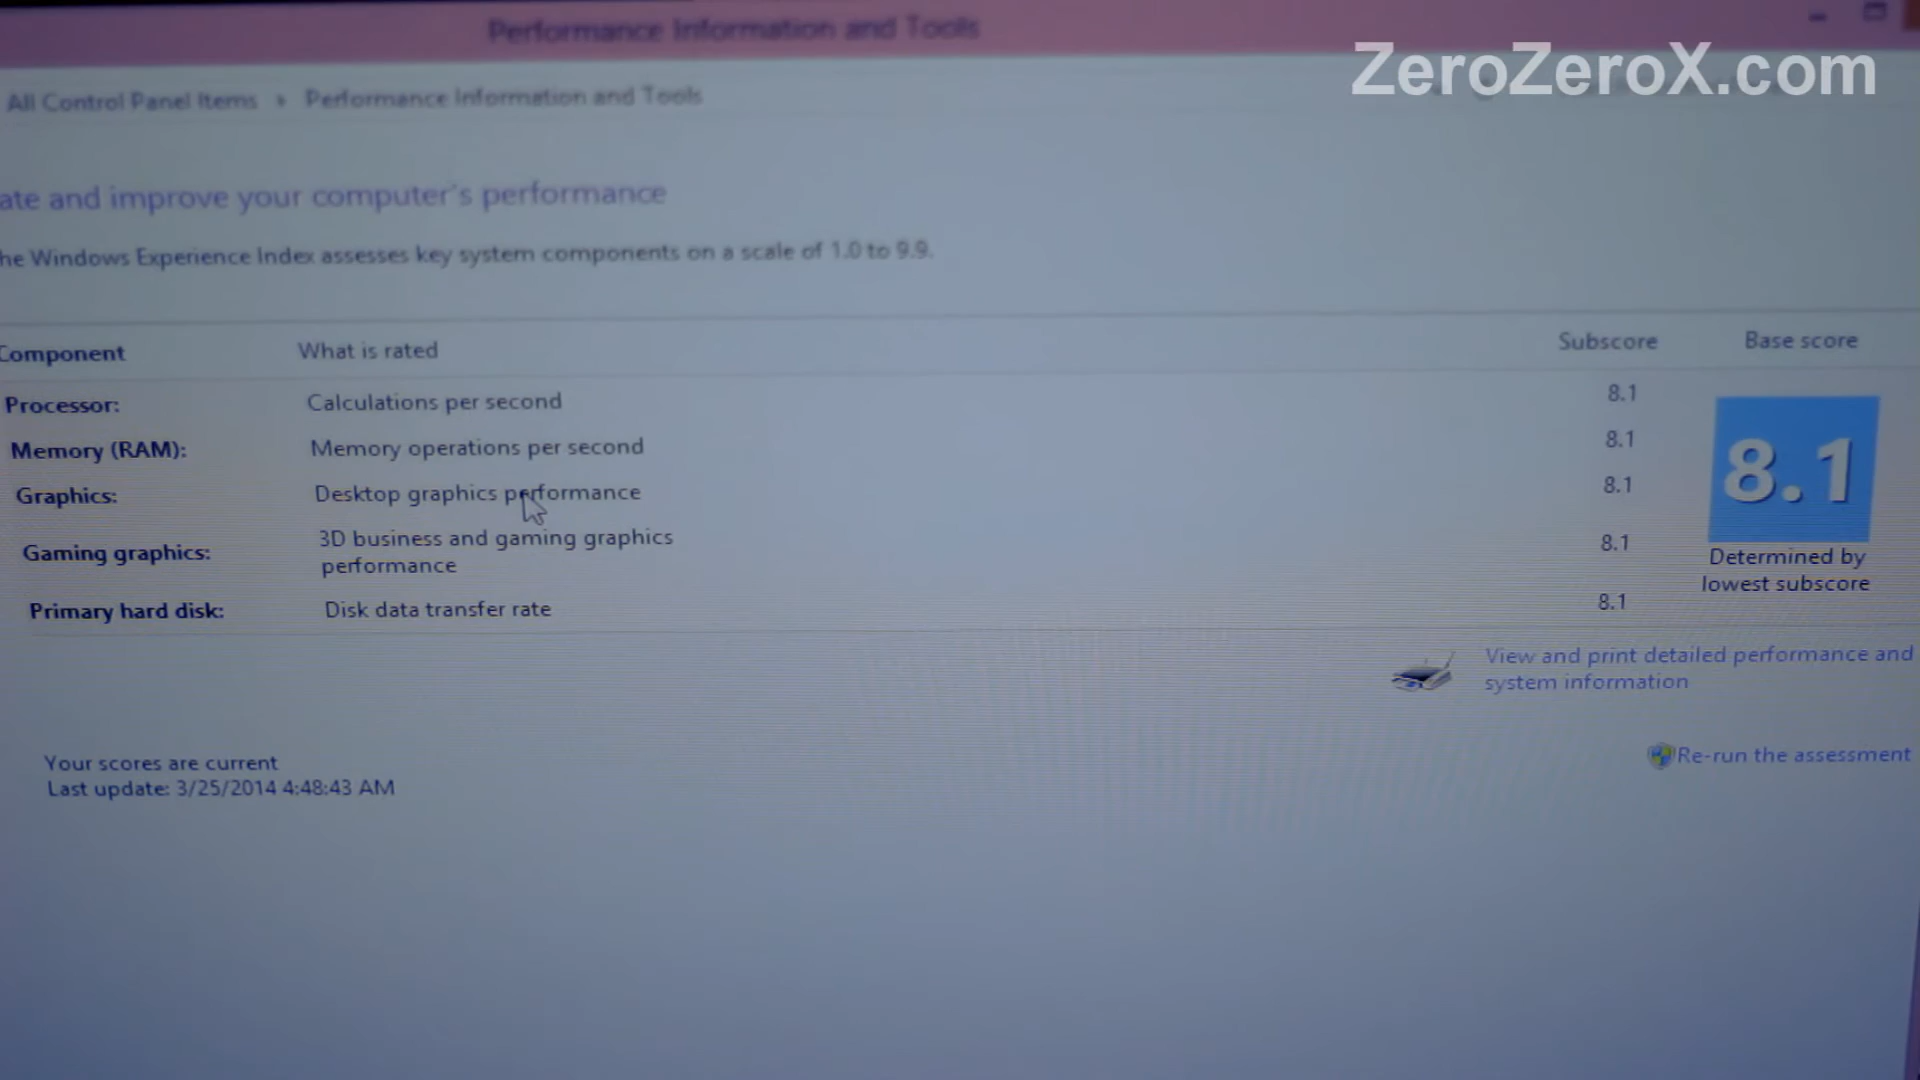 Performance Information and Tools
ZeroZeroX.com
All Control Panel Items ▸ Performance Information and Tools
ate and improve your computer's performance
he Windows Experience Index assesses key system components on a scale of 1.0 to 9.9.
Component What is rated Subscore Base score
Processor: Calculations per second 8.1
Memory (RAM): Memory operations per second 8.1
Graphics: Desktop graphics performance 8.1
8.1
Gaming graphics: 3D business and gaming graphics performance 8.1
Determined by
lowest subscore
Primary hard disk: Disk data transfer rate 8.1
View and print detailed performance and
system information
Your scores are current
Last update: 3/25/2014 4:48:43 AM
Re-run the assessment